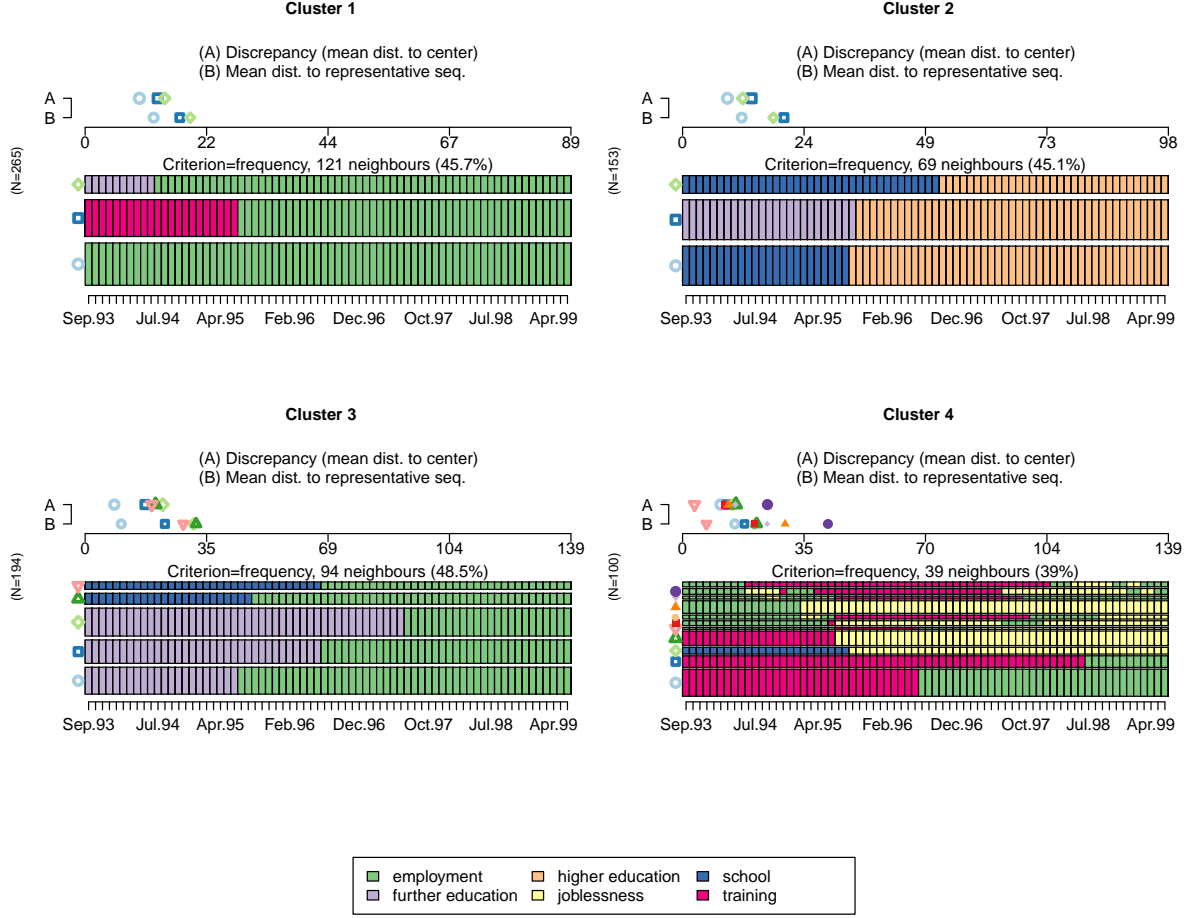 Cluster 1
(A) Discrepancy (mean dist. to center)
(B) Mean dist. to representative seq.
A
B
0 22 44 67 89
Criterion=frequency, 121 neighbours (45.7%)
(N=265)
Sep.93 Jul.94 Apr.95 Feb.96 Dec.96 Oct.97 Jul.98 Apr.99
Cluster 2
(A) Discrepancy (mean dist. to center)
(B) Mean dist. to representative seq.
A
B
0 24 49 73 98
Criterion=frequency, 69 neighbours (45.1%)
(N=153)
Sep.93 Jul.94 Apr.95 Feb.96 Dec.96 Oct.97 Jul.98 Apr.99
Cluster 3
(A) Discrepancy (mean dist. to center)
(B) Mean dist. to representative seq.
A
B
0 35 69 104 139
Criterion=frequency, 94 neighbours (48.5%)
(N=194)
Sep.93 Jul.94 Apr.95 Feb.96 Dec.96 Oct.97 Jul.98 Apr.99
Cluster 4
(A) Discrepancy (mean dist. to center)
(B) Mean dist. to representative seq.
A
B
0 35 70 104 139
Criterion=frequency, 39 neighbours (39%)
(N=100)
Sep.93 Jul.94 Apr.95 Feb.96 Dec.96 Oct.97 Jul.98 Apr.99
employment higher education school
further education joblessness training